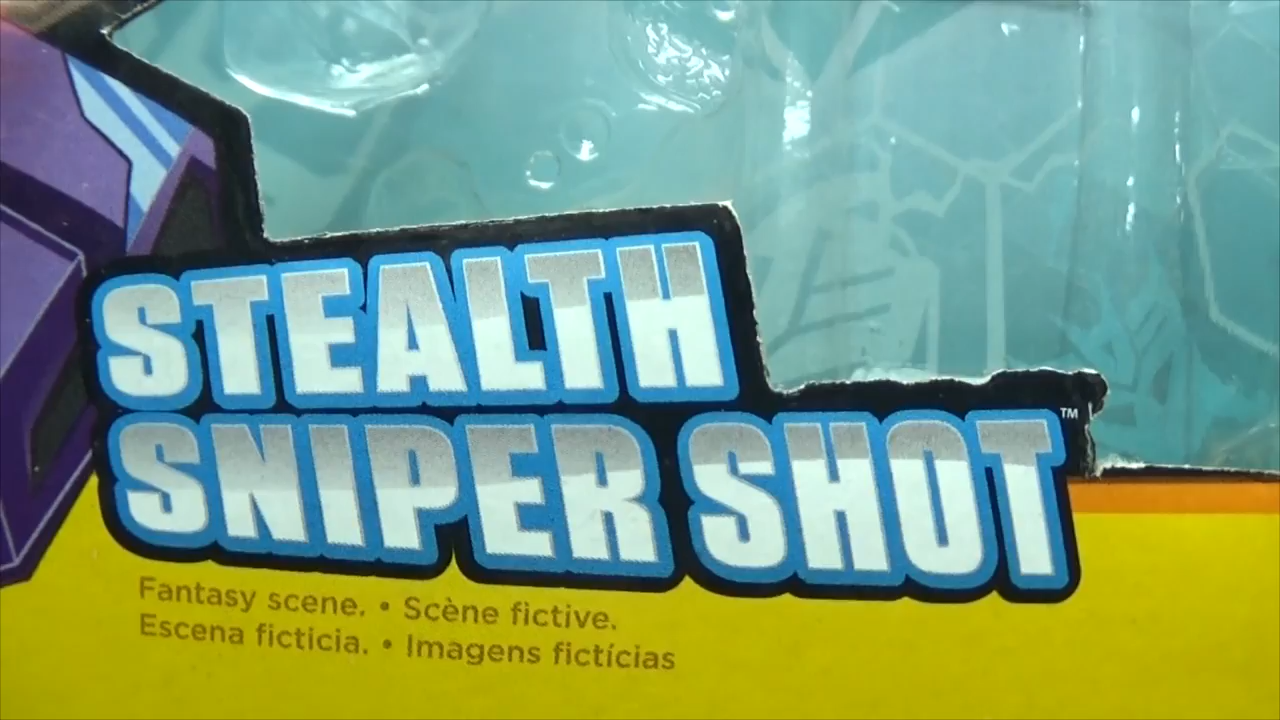 STEALTH
SNIPER SHOT™
Fantasy scene. • Scène fictive.
Escena ficticia. • Imagens fictícias